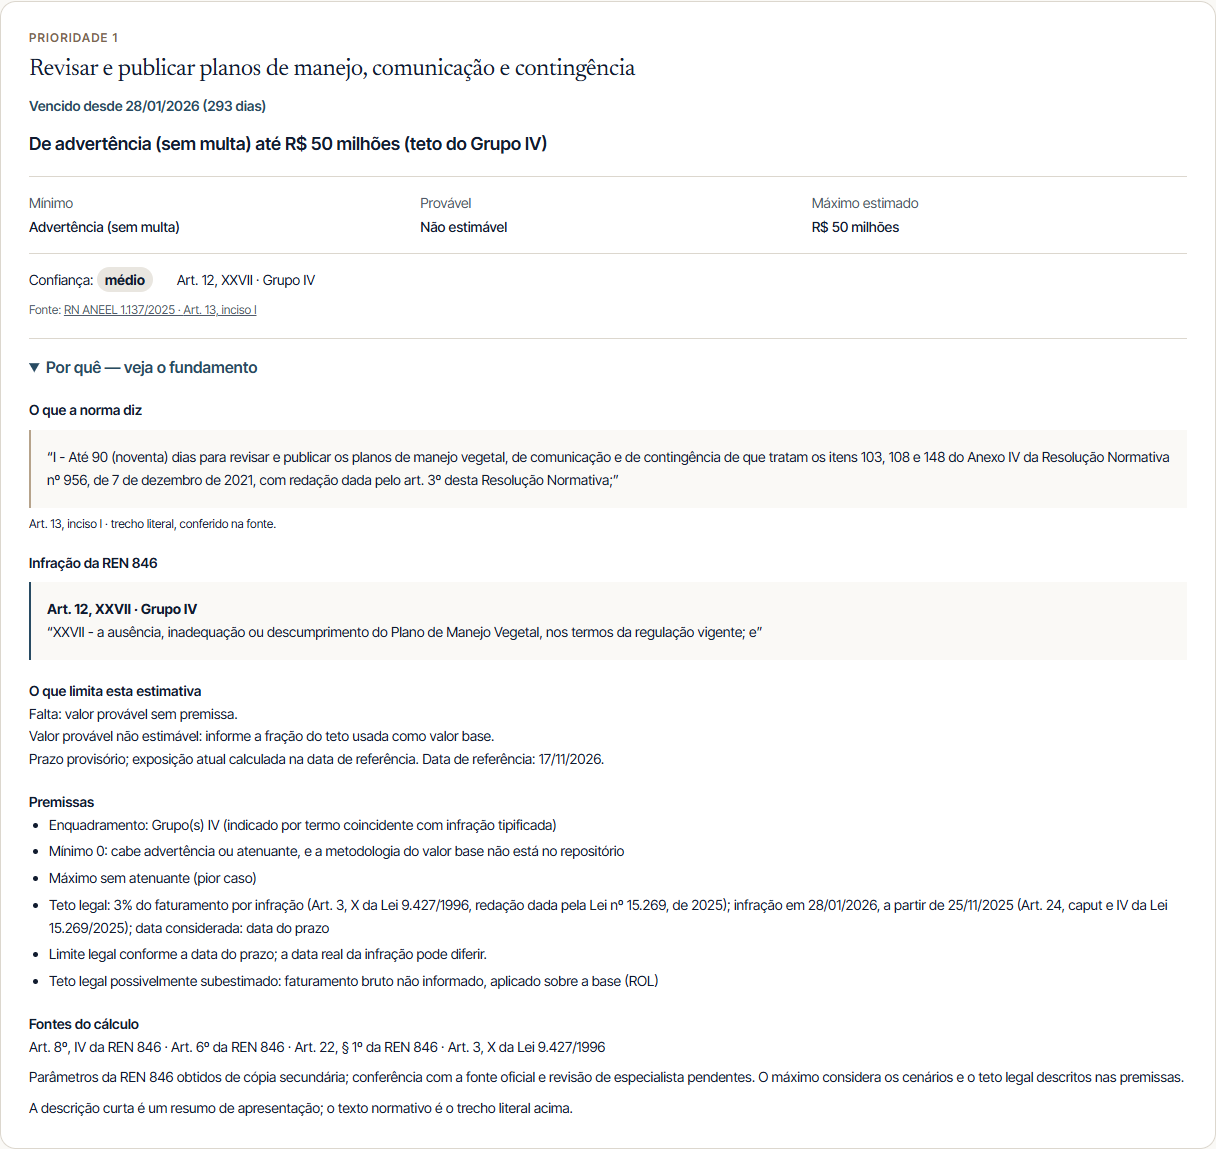 PRIORIDADE 1
Revisar e publicar planos de manejo, comunicação e contingência
Vencido desde 28/01/2026 (293 dias)
De advertência (sem multa) até R$ 50 milhões (teto do Grupo IV)
Mínimo
Advertência (sem multa)
Provável
Não estimável
Máximo estimado
R$ 50 milhões
Confiança: médio Art. 12, XXVII · Grupo IV
Fonte: RN ANEEL 1.137/2025 · Art. 13, inciso I
▼ Por quê — veja o fundamento
O que a norma diz
“I - Até 90 (noventa) dias para revisar e publicar os planos de manejo vegetal, de comunicação e de contingência de que tratam os itens 103, 108 e 148 do Anexo IV da Resolução Normativa
nº 956, de 7 de dezembro de 2021, com redação dada pelo art. 3º desta Resolução Normativa;”
Art. 13, inciso I · trecho literal, conferido na fonte.
Infração da REN 846
Art. 12, XXVII · Grupo IV
“XXVII - a ausência, inadequação ou descumprimento do Plano de Manejo Vegetal, nos termos da regulação vigente; e”
O que limita esta estimativa
Falta: valor provável sem premissa.
Valor provável não estimável: informe a fração do teto usada como valor base.
Prazo provisório; exposição atual calculada na data de referência. Data de referência: 17/11/2026.
Premissas
• Enquadramento: Grupo(s) IV (indicado por termo coincidente com infração tipificada)
• Mínimo 0: cabe advertência ou atenuante, e a metodologia do valor base não está no repositório
• Máximo sem atenuante (pior caso)
• Teto legal: 3% do faturamento por infração (Art. 3, X da Lei 9.427/1996, redação dada pela Lei nº 15.269, de 2025); infração em 28/01/2026, a partir de 25/11/2025 (Art. 24, caput e IV da Lei
15.269/2025); data considerada: data do prazo
• Limite legal conforme a data do prazo; a data real da infração pode diferir.
• Teto legal possivelmente subestimado: faturamento bruto não informado, aplicado sobre a base (ROL)
Fontes do cálculo
Art. 8º, IV da REN 846 · Art. 6º da REN 846 · Art. 22, § 1º da REN 846 · Art. 3, X da Lei 9.427/1996
Parâmetros da REN 846 obtidos de cópia secundária; conferência com a fonte oficial e revisão de especialista pendentes. O máximo considera os cenários e o teto legal descritos nas premissas.
A descrição curta é um resumo de apresentação; o texto normativo é o trecho literal acima.